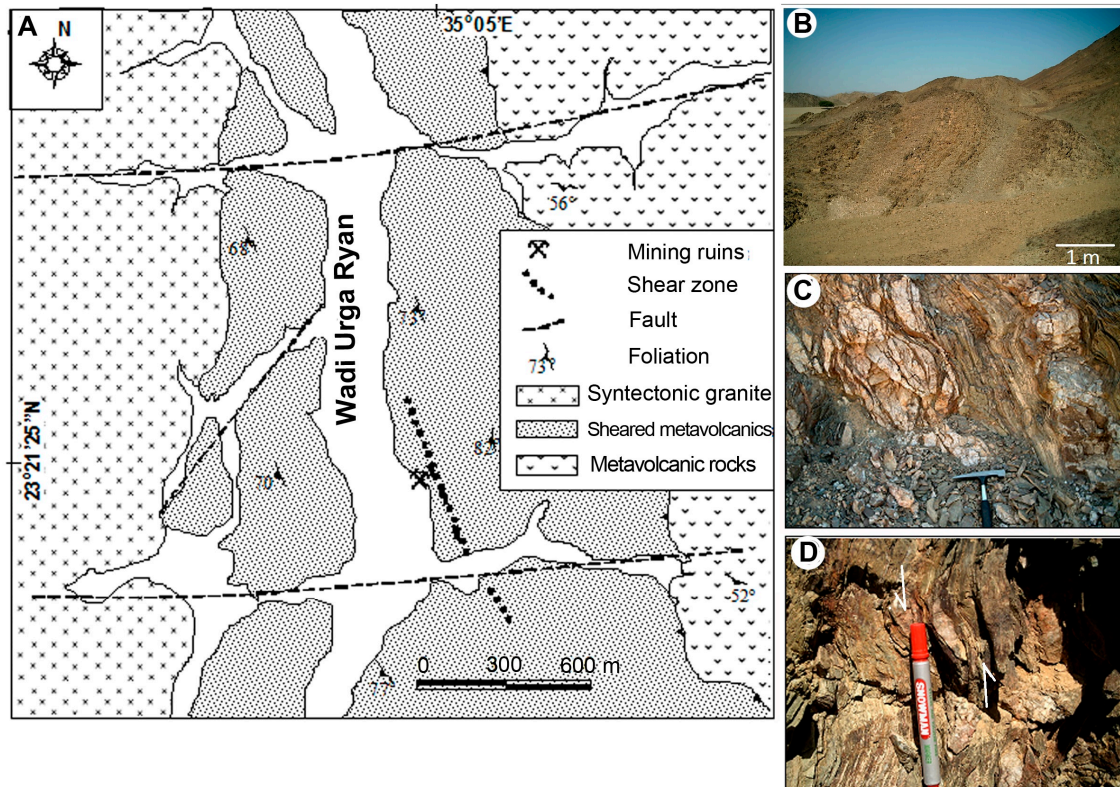 A
N
35°05'E
56°
68
Wadi Urga Ryan
73°
Mining ruins
Shear zone
Fault
73°
Foliation
Syntectonic granite
Sheared metavolcanics
Metavolcanic rocks
82
23°21'25"N
52°
0 300 600 m
77°
B
1 m
C
D
SNOWMAN